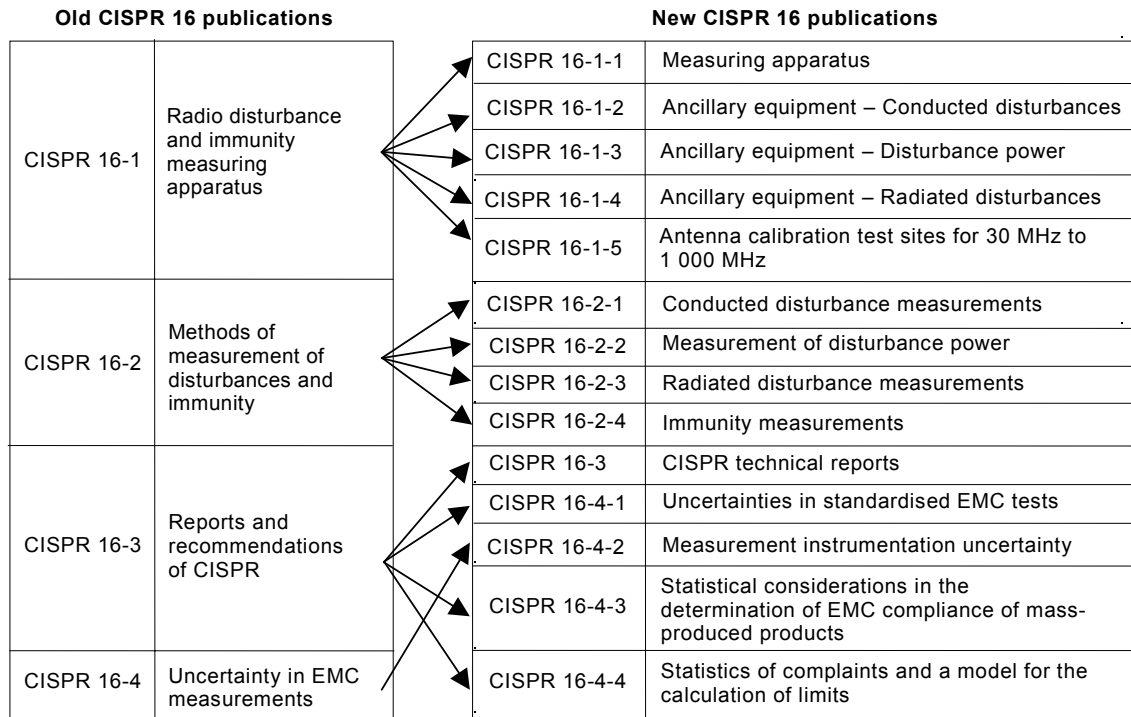 Old CISPR 16 publications
New CISPR 16 publications
CISPR 16-1
Radio disturbance
and immunity
measuring
apparatus
CISPR 16-2
Methods of
measurement of
disturbances and
immunity
CISPR 16-3
Reports and
recommendations
of CISPR
CISPR 16-4
Uncertainty in EMC
measurements
CISPR 16-1-1
Measuring apparatus
CISPR 16-1-2
Ancillary equipment – Conducted disturbances
CISPR 16-1-3
Ancillary equipment – Disturbance power
CISPR 16-1-4
Ancillary equipment – Radiated disturbances
CISPR 16-1-5
Antenna calibration test sites for 30 MHz to
1 000 MHz
CISPR 16-2-1
Conducted disturbance measurements
CISPR 16-2-2
Measurement of disturbance power
CISPR 16-2-3
Radiated disturbance measurements
CISPR 16-2-4
Immunity measurements
CISPR 16-3
CISPR technical reports
CISPR 16-4-1
Uncertainties in standardised EMC tests
CISPR 16-4-2
Measurement instrumentation uncertainty
CISPR 16-4-3
Statistical considerations in the
determination of EMC compliance of mass-
produced products
CISPR 16-4-4
Statistics of complaints and a model for the
calculation of limits